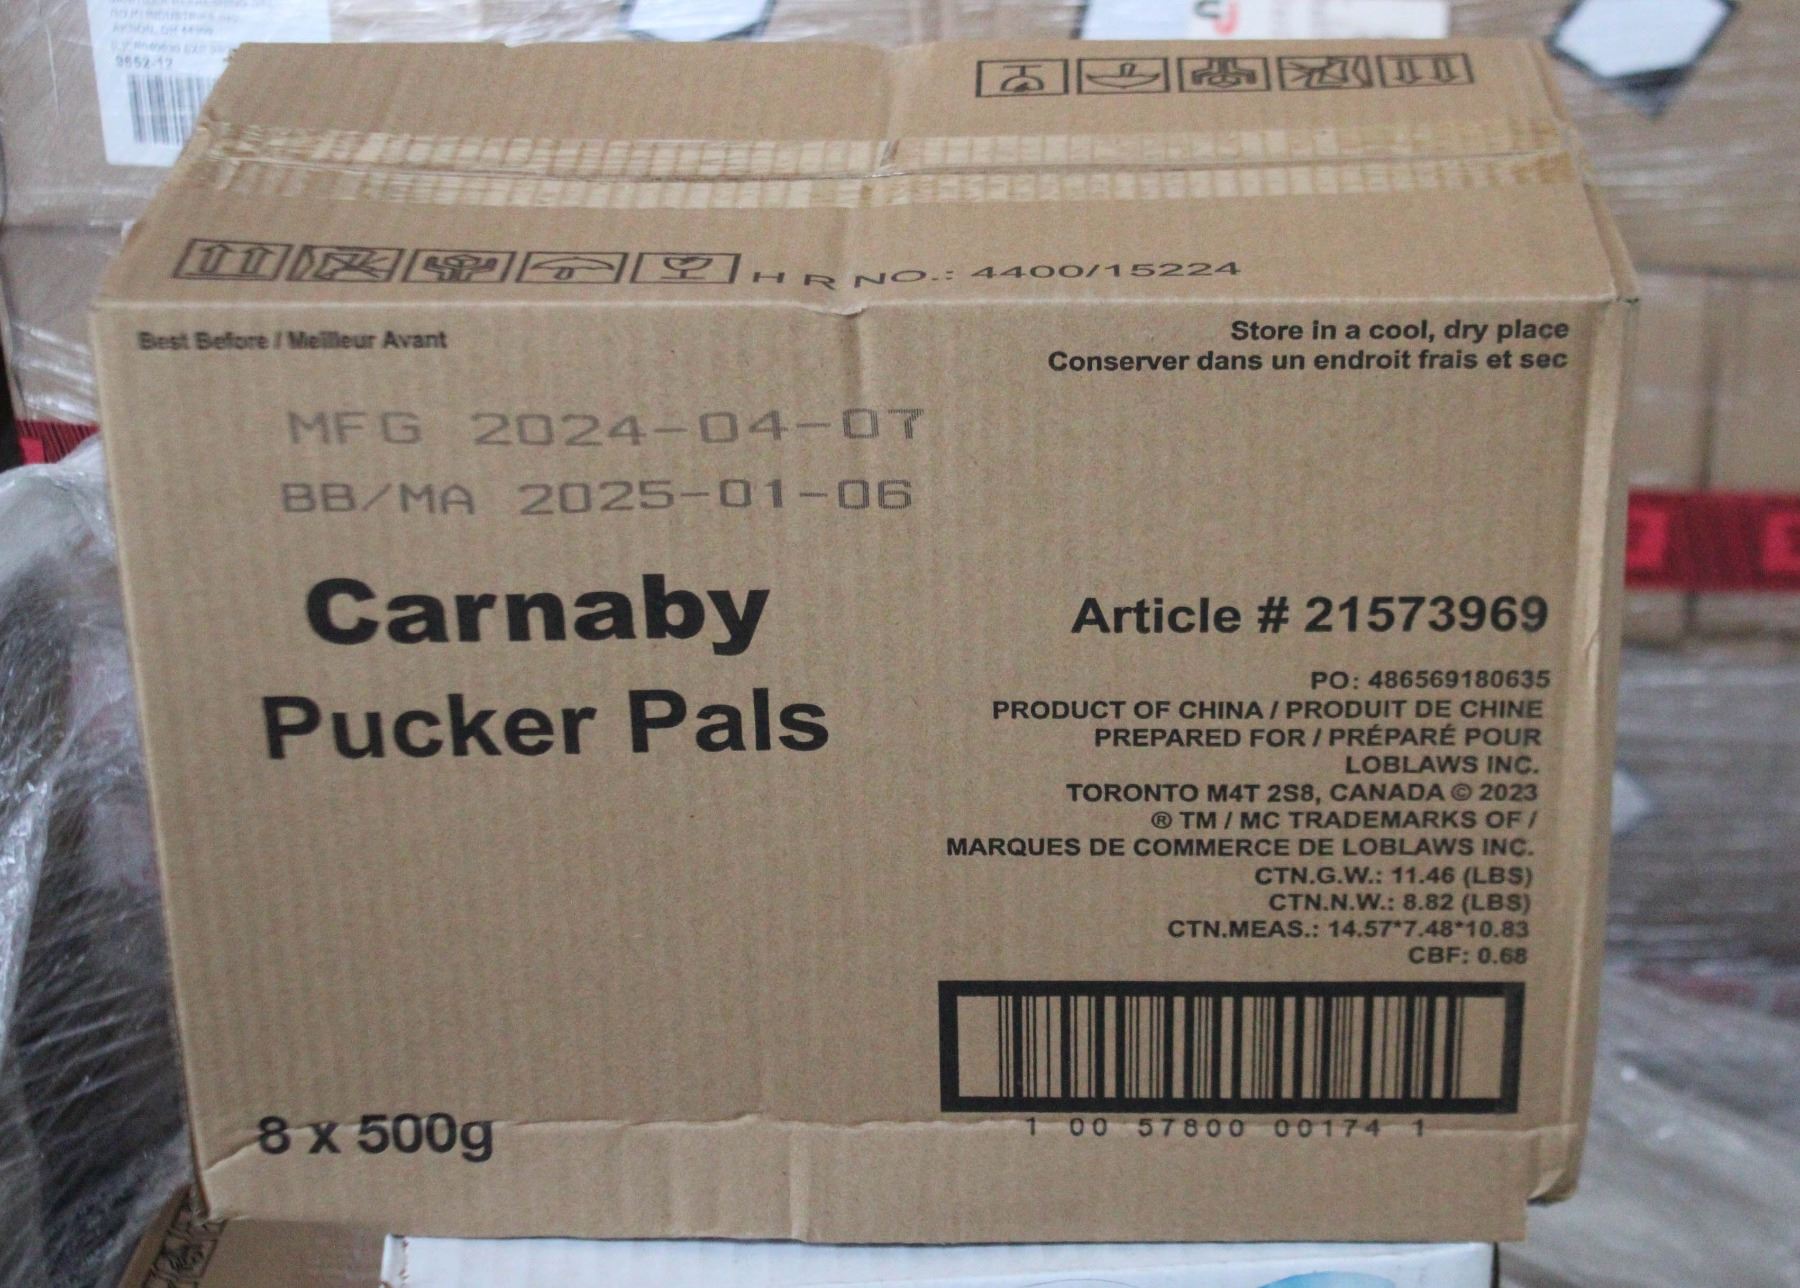 3652-12
H R NO.: 4400/15224
Best Before / Meilleur Avant
Store in a cool, dry place
Conserver dans un endroit frais et sec
MFG 2024-04-07
BB/MA 2025-01-06
Carnaby
Pucker Pals
Article # 21573969
PO: 486569180635
PRODUCT OF CHINA / PRODUIT DE CHINE
PREPARED FOR / PRÉPARÉ POUR
LOBLAWS INC.
TORONTO M4T 2S8, CANADA © 2023
® TM / MC TRADEMARKS OF /
MARQUES DE COMMERCE DE LOBLAWS INC.
CTN.G.W.: 11.46 (LBS)
CTN.N.W.: 8.82 (LBS)
CTN.MEAS.: 14.57*7.48*10.83
CBF: 0.68
8 x 500g
1 00 57800 00174 1